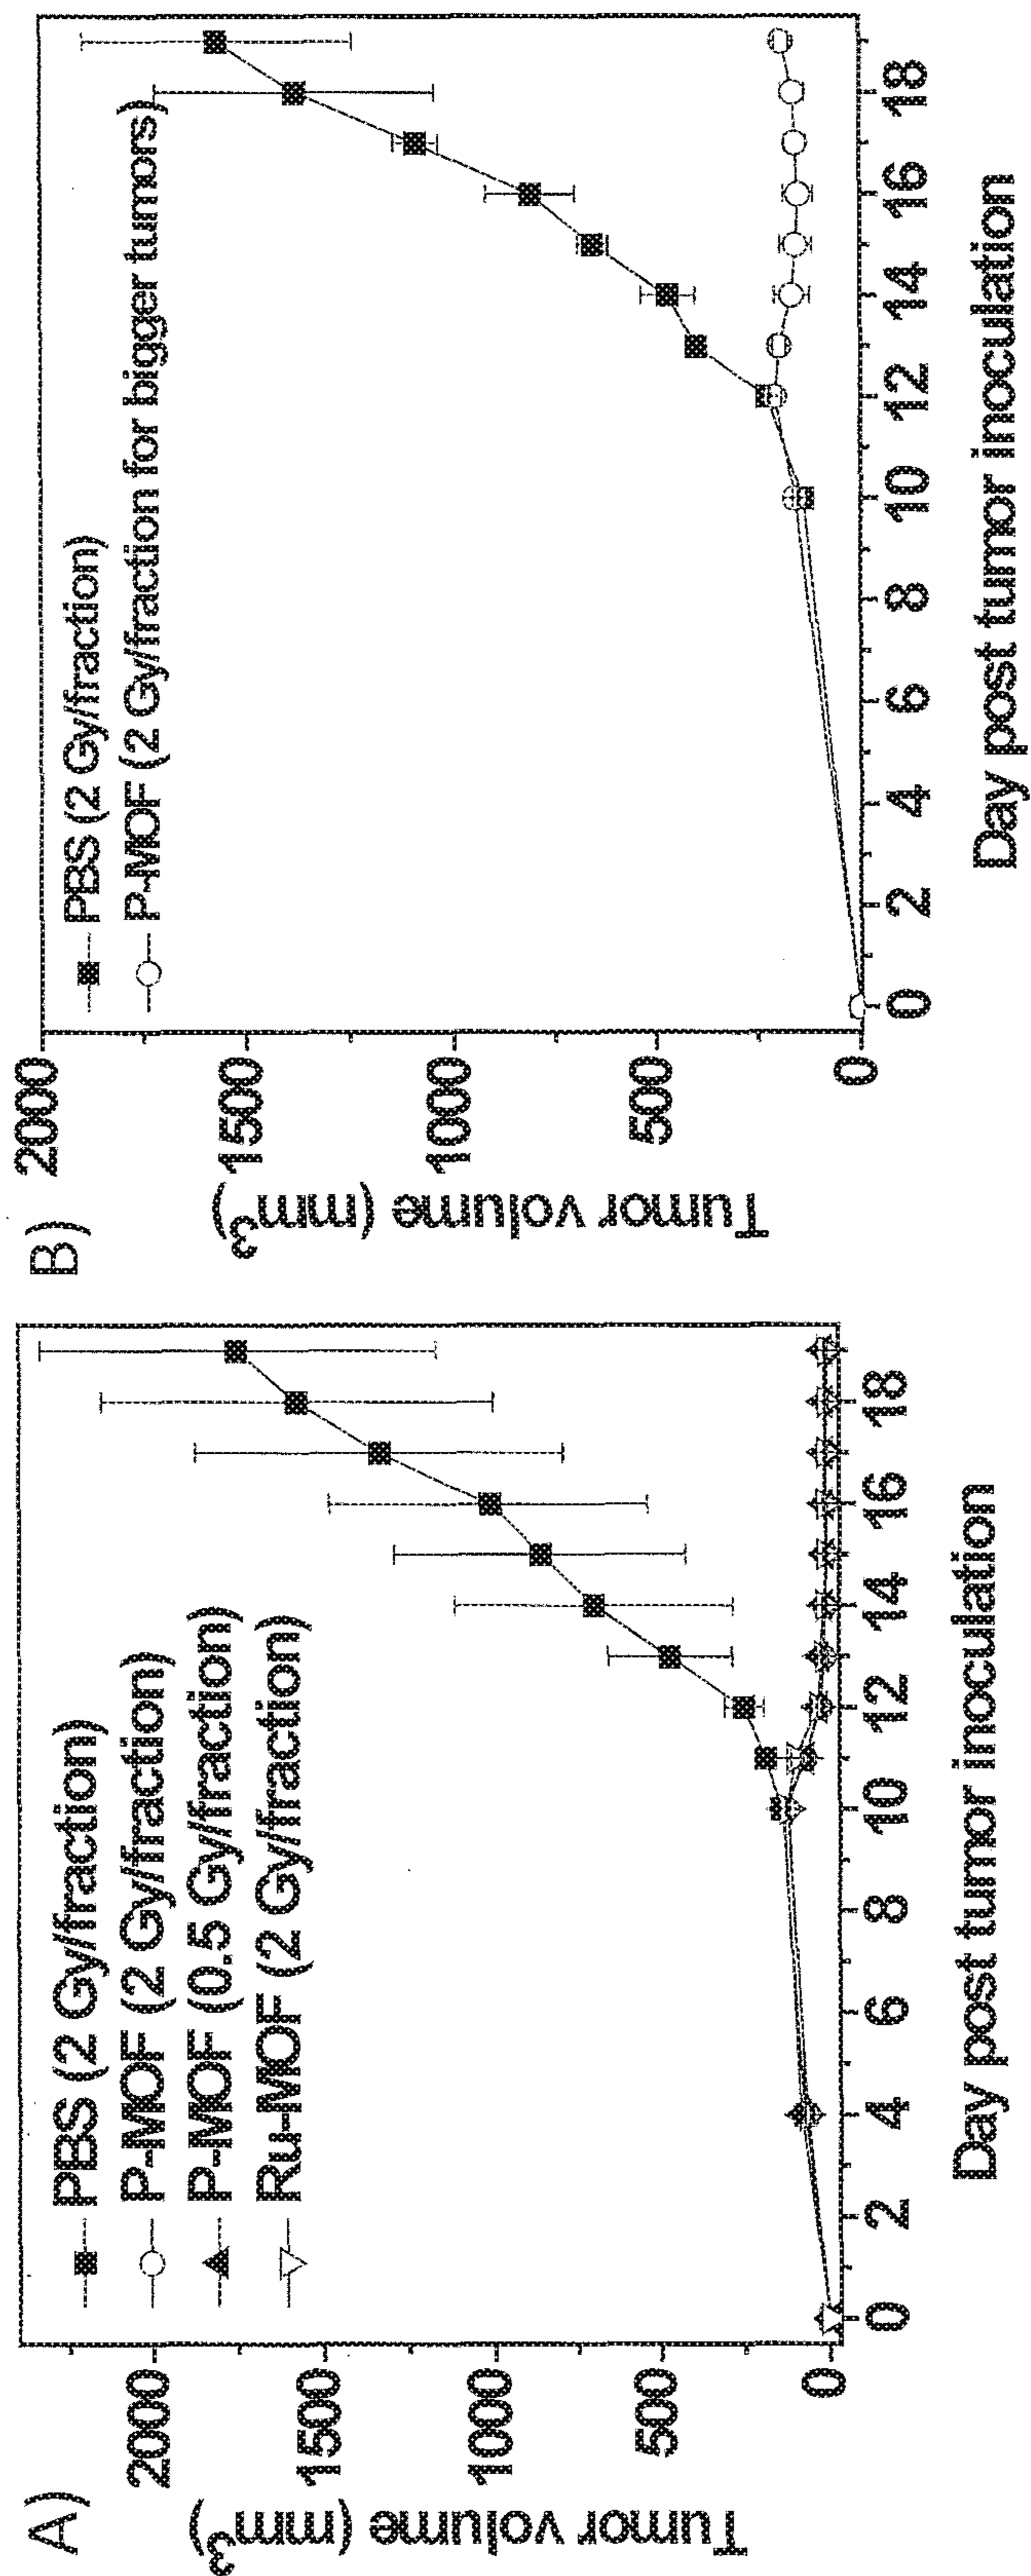 A)
Tumor volume (mm3)
2000
1500
1000
500
0
PBS (2 Gy/fraction)
P-MOF (2 Gy/fraction)
P-MOF (0.5 Gy/fraction)
Ru-MOF (2 Gy/fraction)
0 2 4 6 8 10 12 14 16 18
Day post tumor inoculation
B)
Tumor volume (mm3)
2000
1500
1000
500
0
PBS (2 Gy/fraction)
P-MOF (2 Gy/fraction for bigger tumors)
0 2 4 6 8 10 12 14 16 18
Day post tumor inoculation